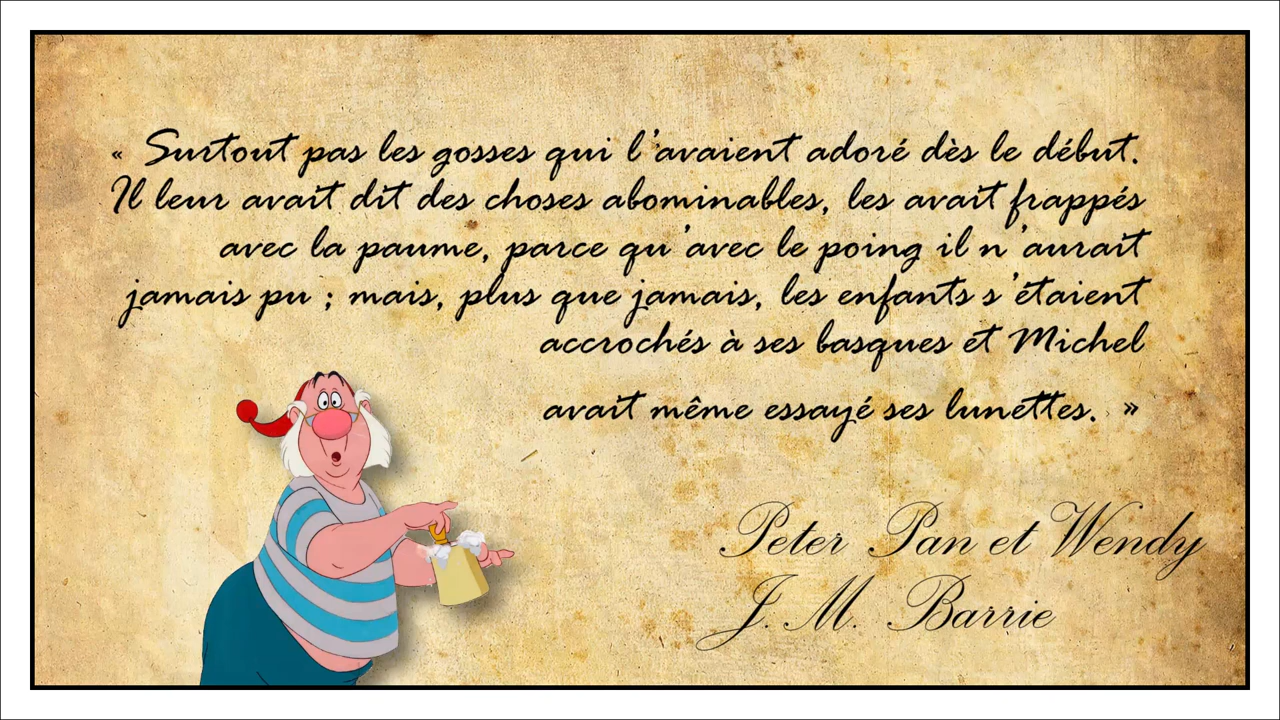 « Surtout pas les gosses qui l'avaient adoré dès le début.
Il leur avait dit des choses abominables, les avait frappés
avec la paume, parce qu'avec le poing il n'aurait
jamais pu ; mais, plus que jamais, les enfants s'étaient
accrochés à ses basques et Michel
avait même essayé ses lunettes. »
Peter Pan et Wendy
J. M. Barrie